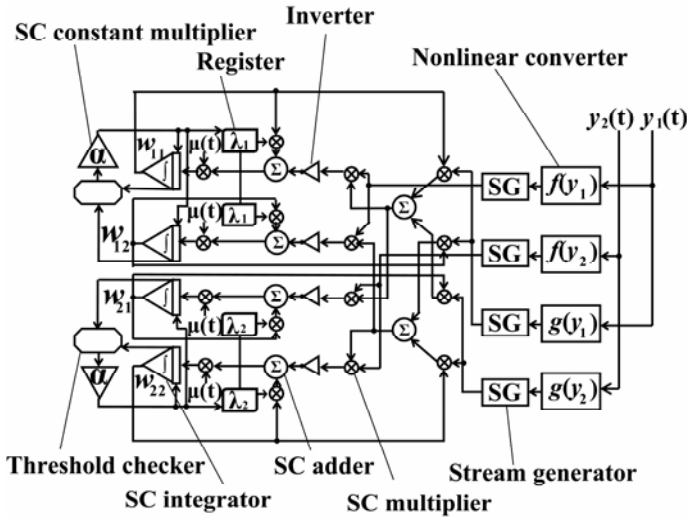 SC constant multiplier
Inverter
Register
Nonlinear converter
y₂(t) y₁(t)
α
w₁₁
μ(t)
λ₁
Σ
SG
f(y₁)
Σ
w₁₂
μ(t)
λ₁
Σ
SG
f(y₂)
w₂₁
μ(t)
λ₂
Σ
Σ
SG
g(y₁)
α
w₂₂
μ(t)
λ₂
Σ
SG
g(y₂)
∫
∫
∫
∫
Threshold checker
SC integrator
SC adder
SC multiplier
Stream generator